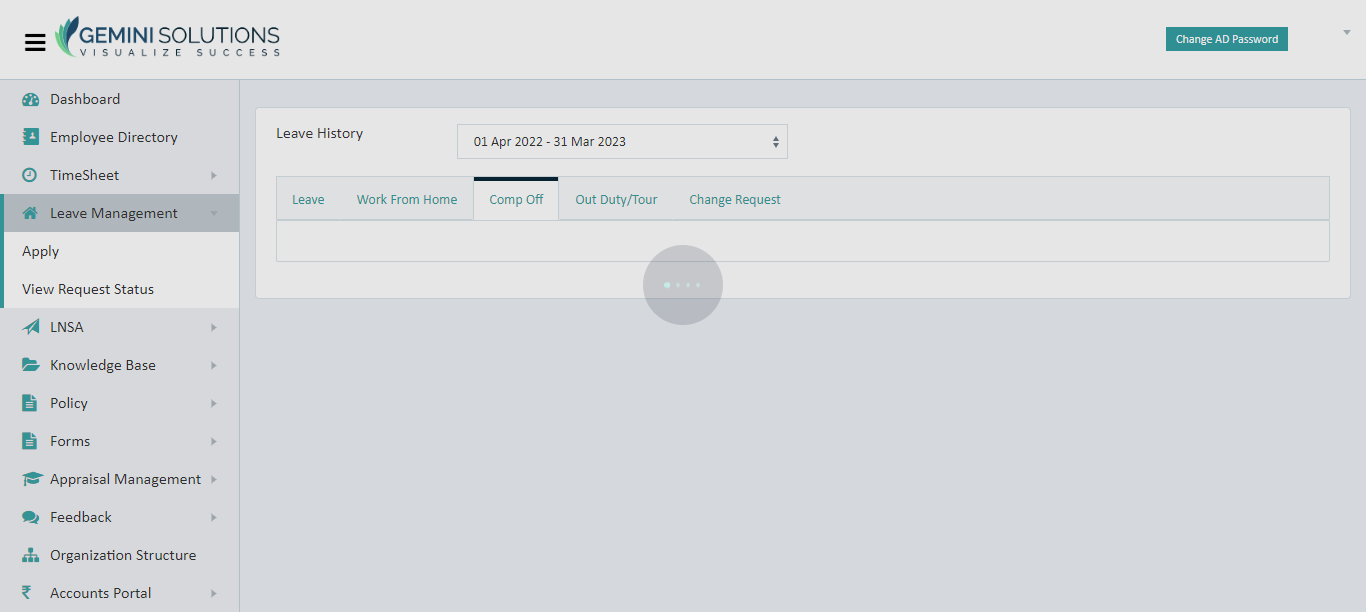 GEMINI SOLUTIONS
VISUALIZE SUCCESS
Change AD Password
Dashboard
Employee Directory
TimeSheet
Leave Management
Apply
View Request Status
LNSA
Knowledge Base
Policy
Forms
Appraisal Management
Feedback
Organization Structure
₹ Accounts Portal
Leave History
01 Apr 2022 - 31 Mar 2023
Leave Work From Home Comp Off Out Duty/Tour Change Request